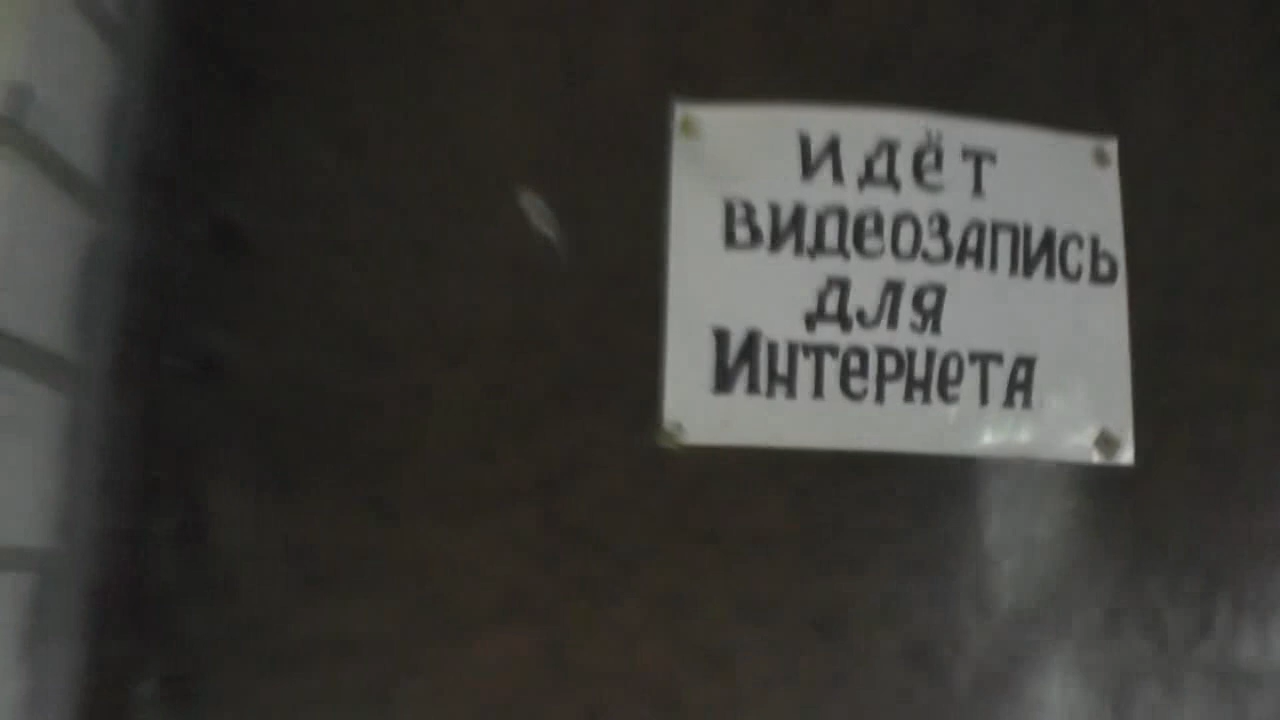 идёт
видеозапись
для
Интернета